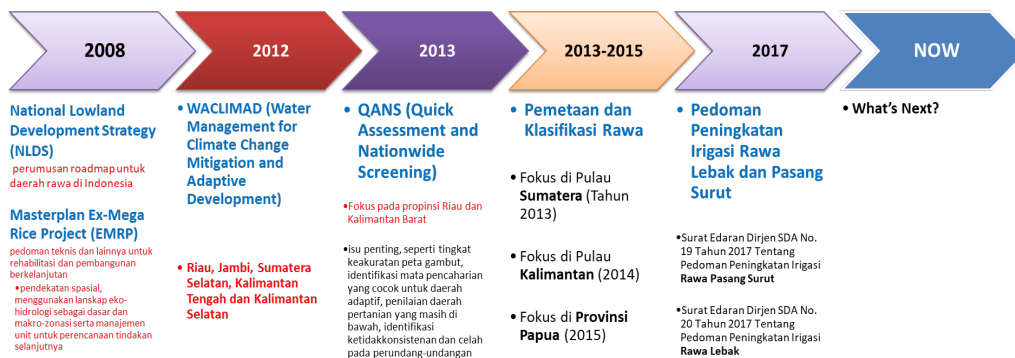 2008
National Lowland
Development Strategy
(NLDS)
perumusan roadmap untuk
daerah rawa di Indonesia
Masterplan Ex-Mega
Rice Project (EMRP)
pedoman teknis dan lainnya untuk
rehabilitasi dan pembangunan
berkelanjutan
•pendekatan spasial,
menggunakan lanskap eko-
hidrologi sebagai dasar dan
makro-zonasi serta manajemen
unit untuk perencanaan tindakan
selanjutnya
2012
• WACLIMAD (Water
Management for
Climate Change
Mitigation and
Adaptive
Development)
• Riau, Jambi, Sumatera
Selatan, Kalimantan
Tengah dan Kalimantan
Selatan
2013
• QANS (Quick
Assessment and
Nationwide
Screening)
•Fokus pada propinsi Riau dan
Kalimantan Barat
•isu penting, seperti tingkat
keakuratan peta gambut,
identifikasi mata pencaharian
yang cocok untuk daerah
adaptif, penilaian daerah
pertanian yang masih di
bawah, identifikasi
ketidakkonsistenan dan celah
pada perundang-undangan
2013-2015
• Pemetaan dan
Klasifikasi Rawa
• Fokus di Pulau
Sumatera (Tahun
2013)
• Fokus di Pulau
Kalimantan (2014)
• Fokus di Provinsi
Papua (2015)
2017
• Pedoman
Peningkatan
Irigasi Rawa
Lebak dan Pasang
Surut
•Surat Edaran Dirjen SDA No.
19 Tahun 2017 Tentang
Pedoman Peningkatan Irigasi
Rawa Pasang Surut
•Surat Edaran Dirjen SDA No.
20 Tahun 2017 Tentang
Pedoman Peningkatan Irigasi
Rawa Lebak
NOW
• What's Next?